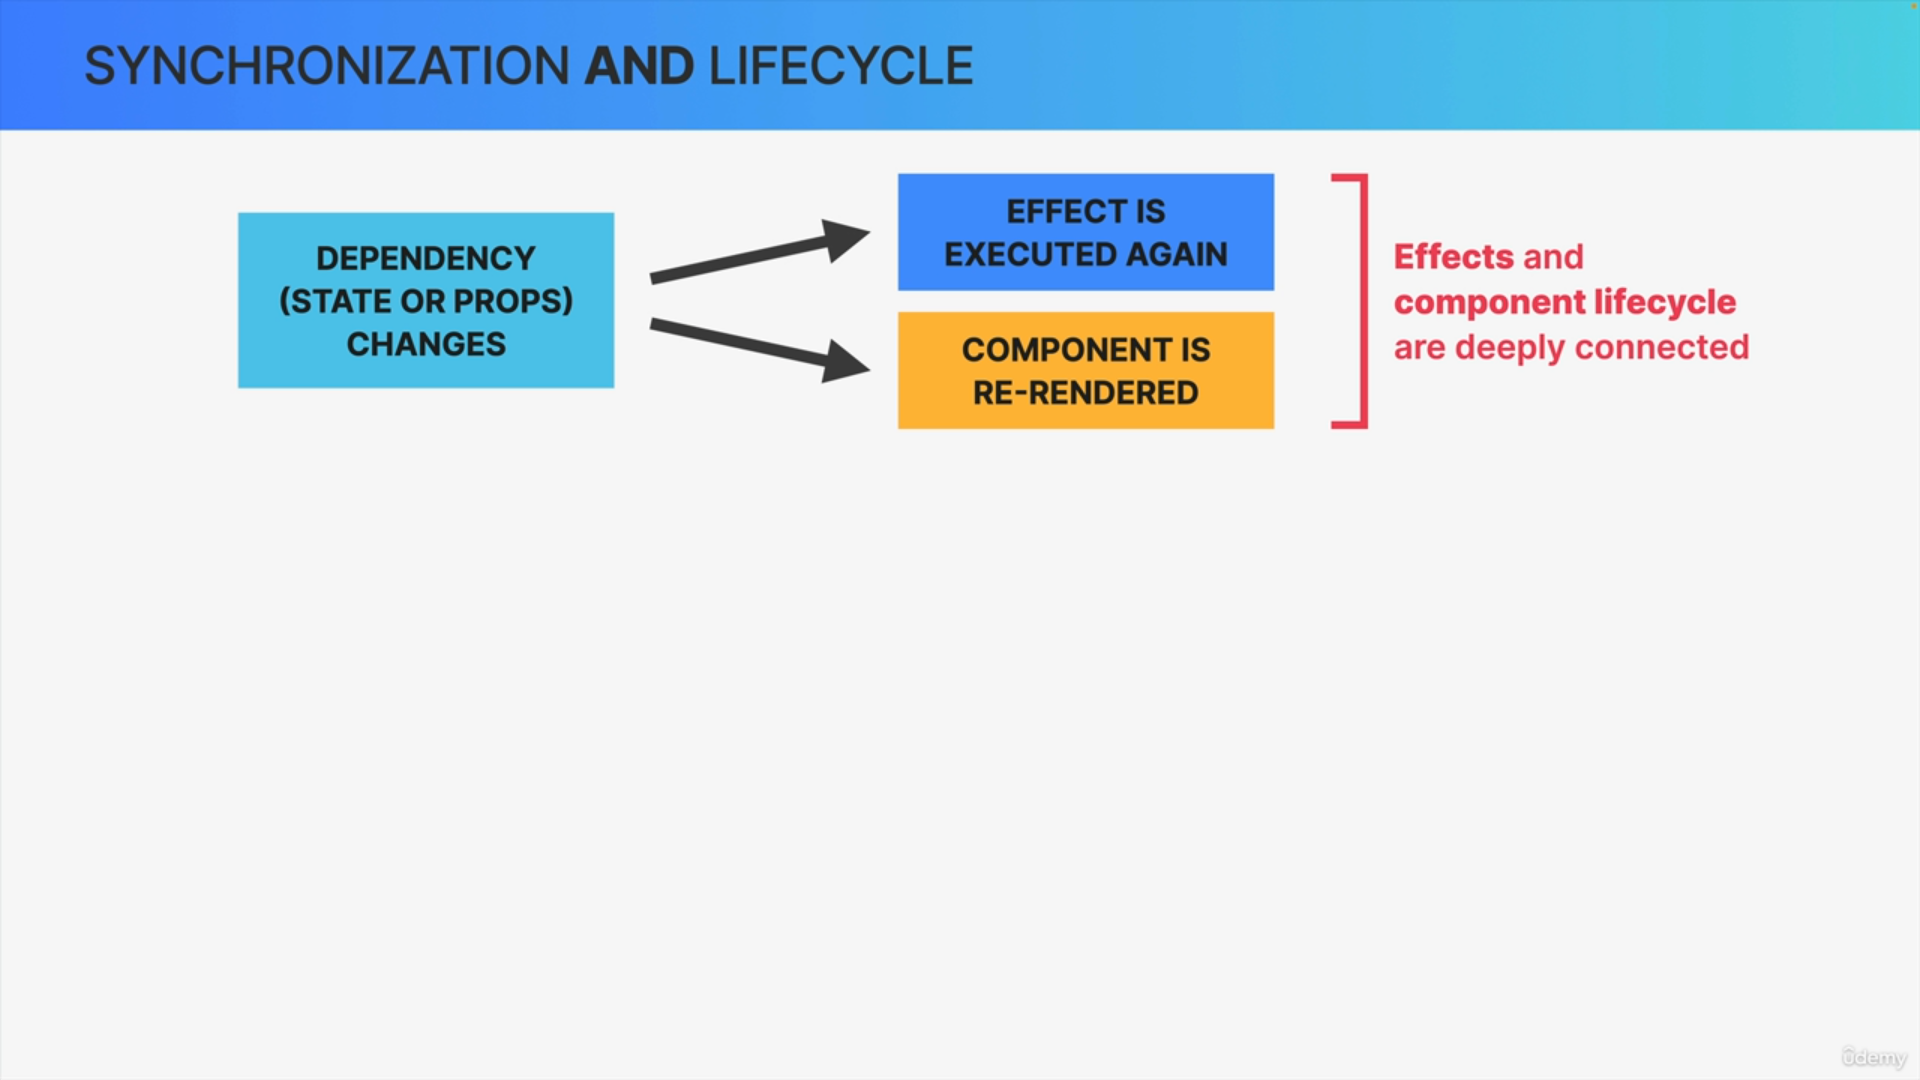 SYNCHRONIZATION AND LIFECYCLE
DEPENDENCY
(STATE OR PROPS)
CHANGES
EFFECT IS
EXECUTED AGAIN
COMPONENT IS
RE-RENDERED
Effects and
component lifecycle
are deeply connected
ûdemy